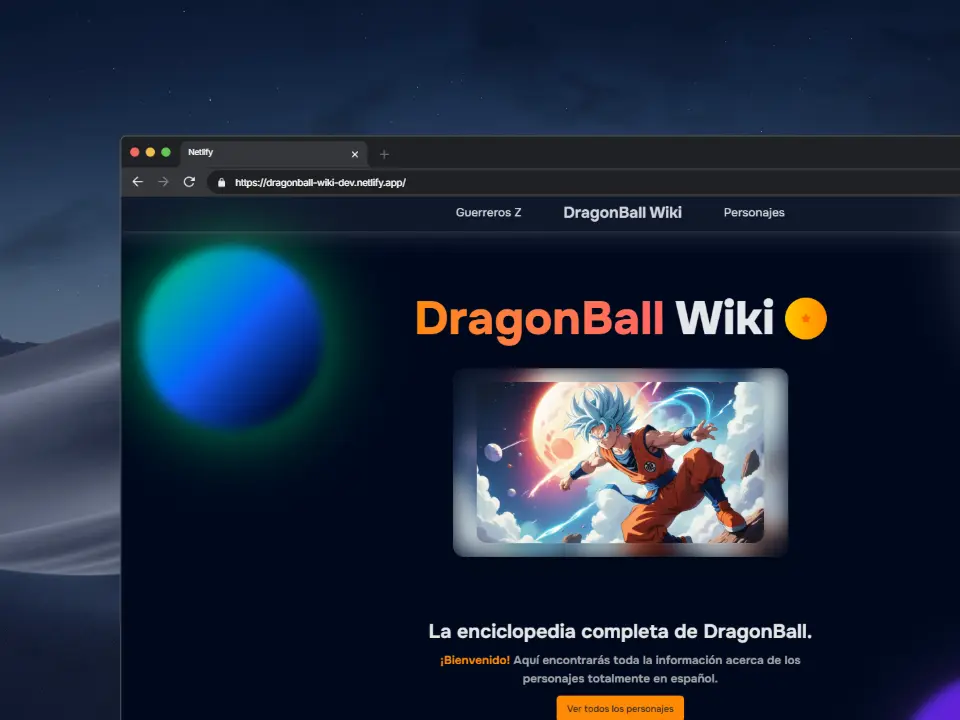 Netlify
https://dragonball-wiki-dev.netlify.app/
Guerreros Z DragonBall Wiki Personajes
DragonBall Wiki
La enciclopedia completa de DragonBall.
¡Bienvenido! Aquí encontrarás toda la información acerca de los
personajes totalmente en español.
Ver todos los personajes